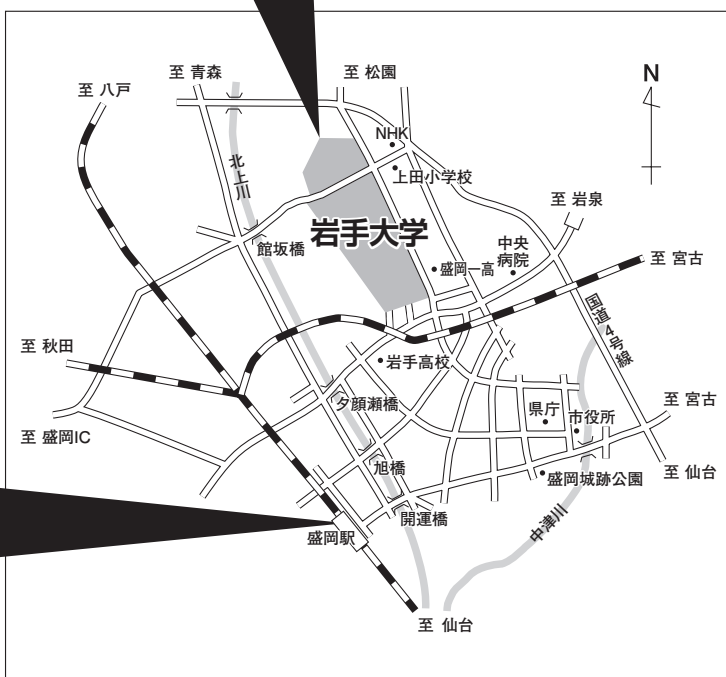 至 青森
至 松園
N
至 八戸
NHK
上田小学校
北上川
至 岩泉
岩手大学
中央
病院
館坂橋
盛岡一高
至 宮古
国道4号線
至 秋田
岩手高校
夕顔瀬橋
県庁
市役所
至 宮古
至 盛岡IC
旭橋
至 仙台
盛岡城跡公園
開運橋
盛岡駅
中津川
至 仙台